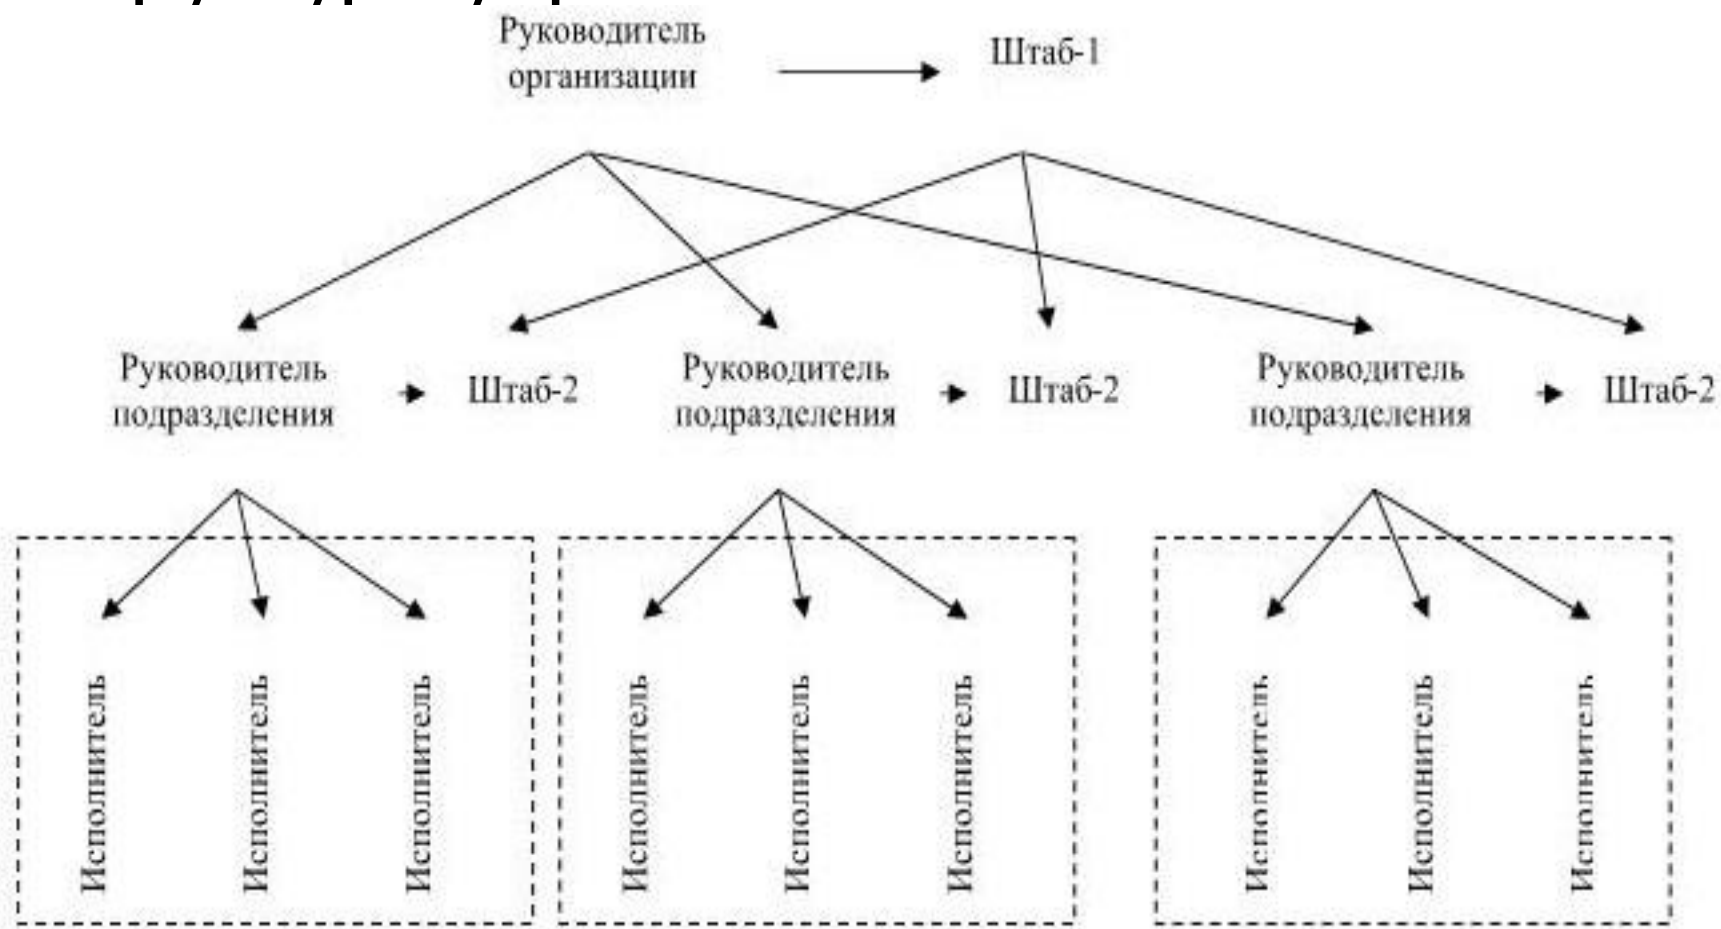 Руководитель
организации
Штаб-1
Руководитель
подразделения
Штаб-2
Руководитель
подразделения
Штаб-2
Руководитель
подразделения
Штаб-2
Исполнитель
Исполнитель
Исполнитель
Исполнитель
Исполнитель
Исполнитель
Исполнитель
Исполнитель
Исполнитель